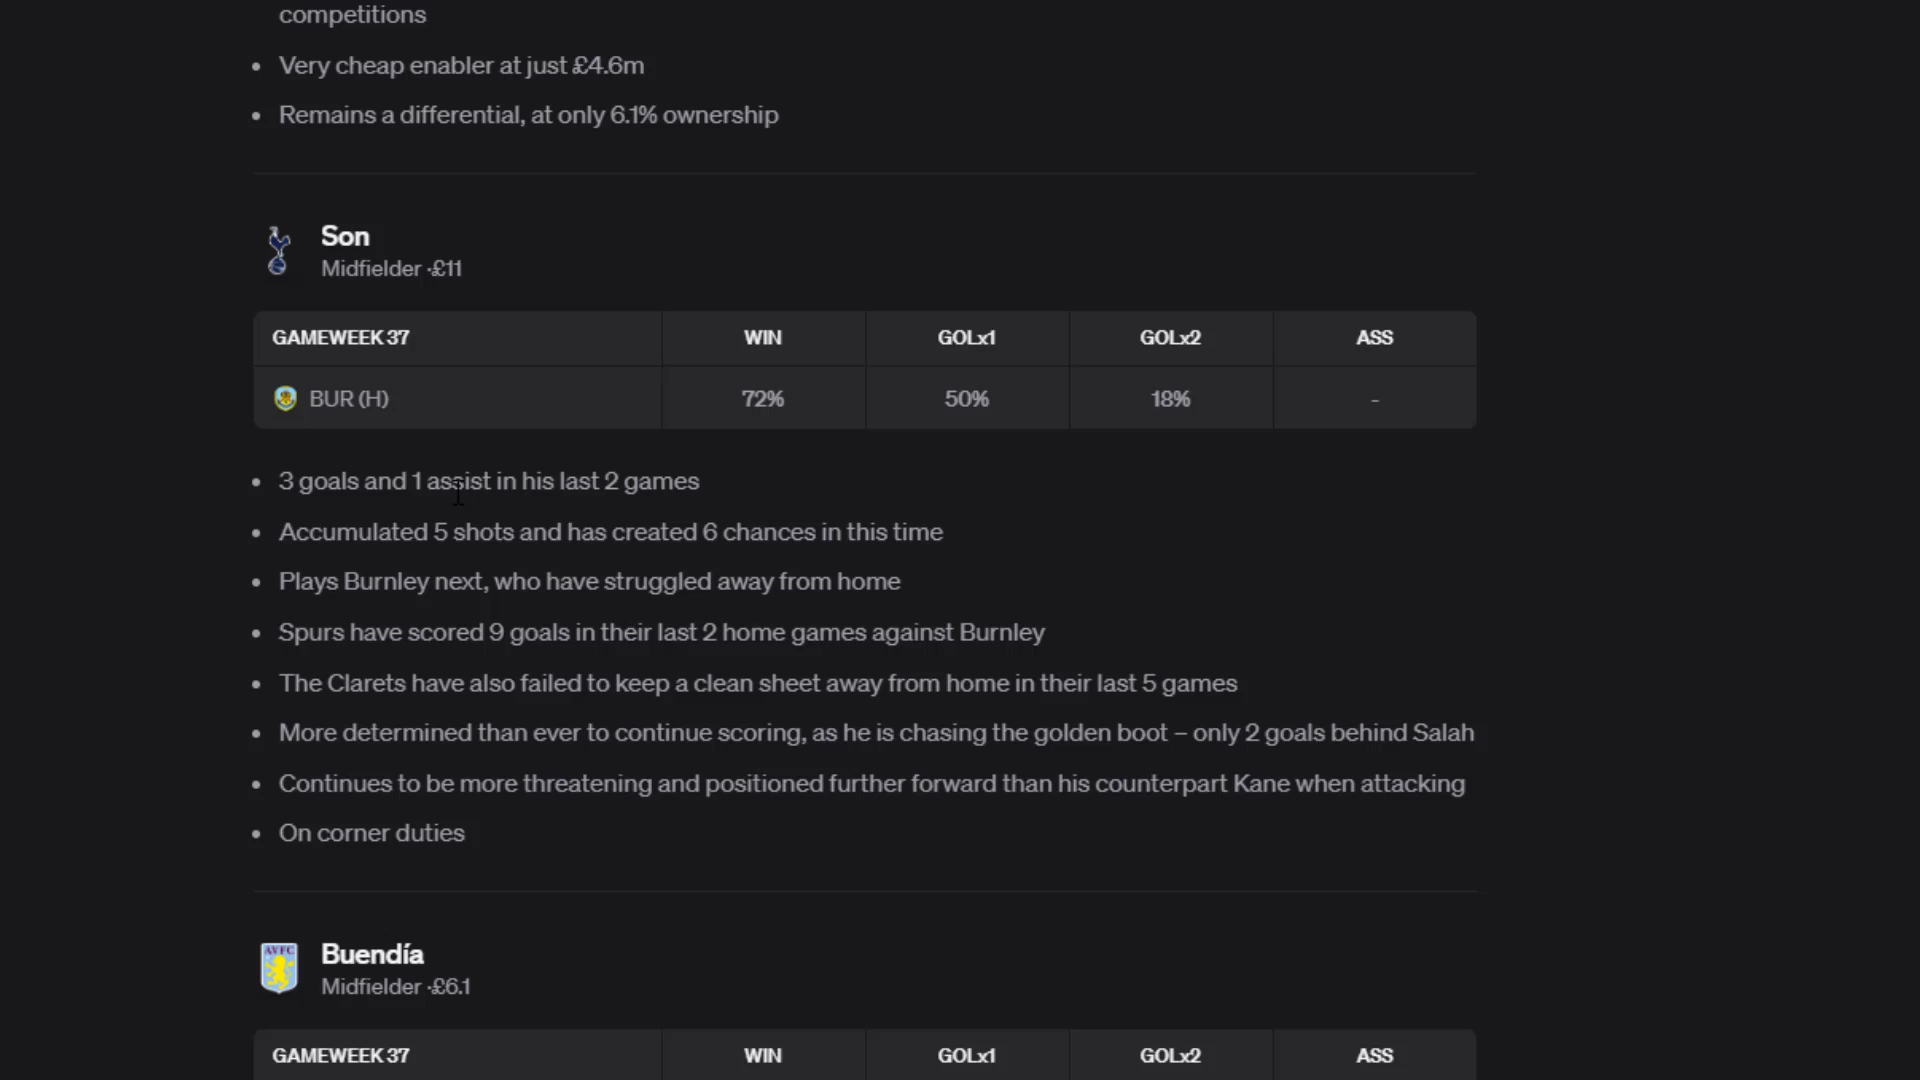 competitions
• Very cheap enabler at just £4.6m
• Remains a differential, at only 6.1% ownership
Son
Midfielder ·£11
GAMEWEEK 37 WIN GOLx1 GOLx2 ASS
BUR (H) 72% 50% 18% -
• 3 goals and 1 assist in his last 2 games
• Accumulated 5 shots and has created 6 chances in this time
• Plays Burnley next, who have struggled away from home
• Spurs have scored 9 goals in their last 2 home games against Burnley
• The Clarets have also failed to keep a clean sheet away from home in their last 5 games
• More determined than ever to continue scoring, as he is chasing the golden boot – only 2 goals behind Salah
• Continues to be more threatening and positioned further forward than his counterpart Kane when attacking
• On corner duties
AVFC
Buendía
Midfielder ·£6.1
GAMEWEEK 37 WIN GOLx1 GOLx2 ASS